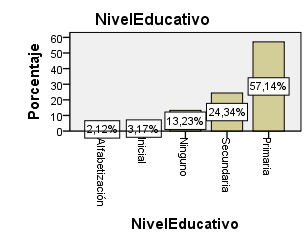 NivelEducativo
Porcentaje
60
50
40
30
20
10
0
2,12%
3,17%
13,23%
24,34%
57,14%
Alfabetización
Inicial
Ninguno
Secundaria
Primaria
NivelEducativo